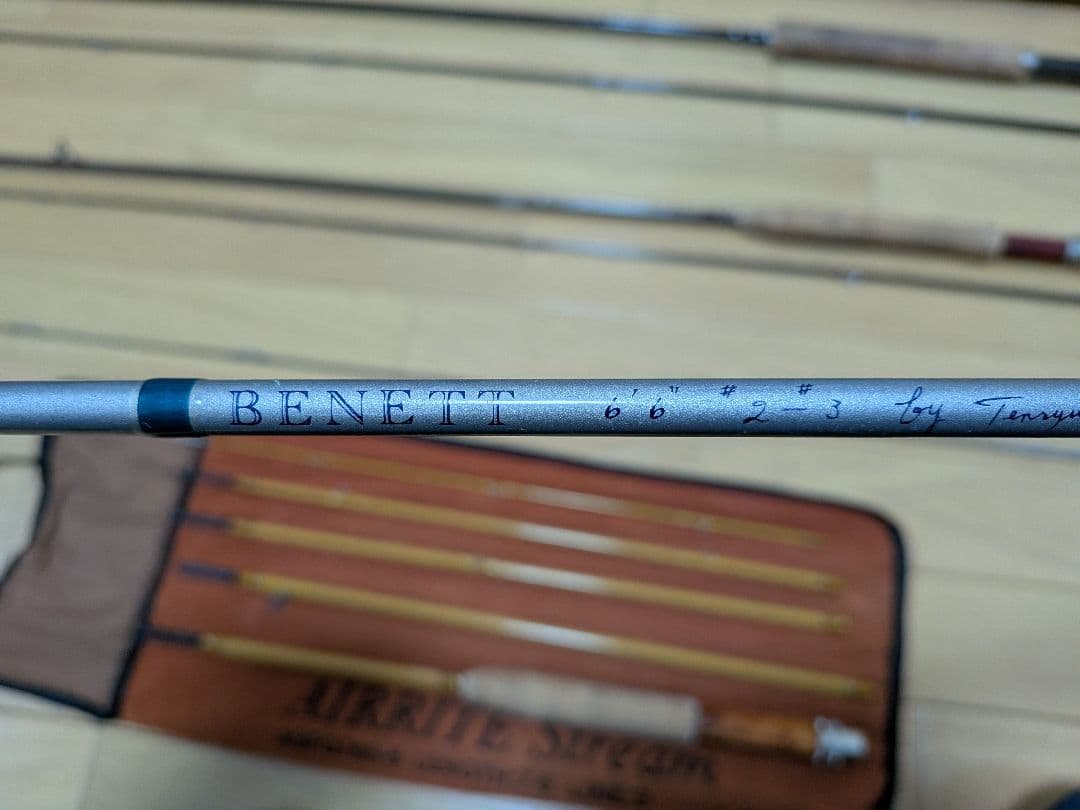 BENETT 6'6" #2-#3 by Tenryu
AIRRITE Stream